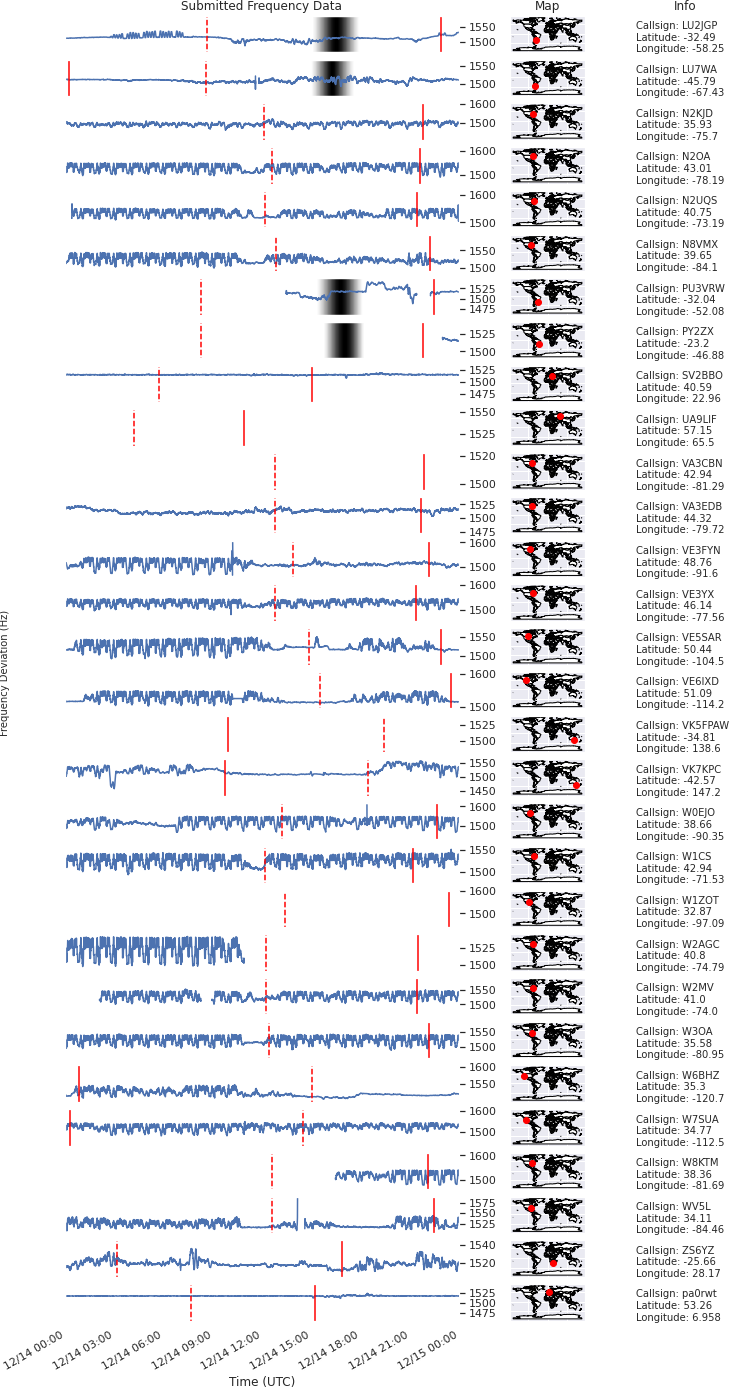 Submitted Frequency Data Map Info
1550
1500
Callsign: LU2JGP
Latitude: -32.49
Longitude: -58.25
1550
1500
Callsign: LU7WA
Latitude: -45.79
Longitude: -67.43
1600
1500
Callsign: N2KJD
Latitude: 35.93
Longitude: -75.7
1600
1500
Callsign: N2OA
Latitude: 43.01
Longitude: -78.19
1600
1500
Callsign: N2UQS
Latitude: 40.75
Longitude: -73.19
1550
1500
Callsign: N8VMX
Latitude: 39.65
Longitude: -84.1
1525
1500
1475
Callsign: PU3VRW
Latitude: -32.04
Longitude: -52.08
1525
1500
Callsign: PY2ZX
Latitude: -23.2
Longitude: -46.88
1525
1500
1475
Callsign: SV2BBO
Latitude: 40.59
Longitude: 22.96
1550
1525
Callsign: UA9LIF
Latitude: 57.15
Longitude: 65.5
1520
1500
Callsign: VA3CBN
Latitude: 42.94
Longitude: -81.29
1525
1500
1475
Callsign: VA3EDB
Latitude: 44.32
Longitude: -79.72
1600
1500
Callsign: VE3FYN
Latitude: 48.76
Longitude: -91.6
1600
1500
Callsign: VE3YX
Latitude: 46.14
Longitude: -77.56
1550
1500
Callsign: VE5SAR
Latitude: 50.44
Longitude: -104.5
1600
1500
Callsign: VE6IXD
Latitude: 51.09
Longitude: -114.2
1525
1500
Callsign: VK5FPAW
Latitude: -34.81
Longitude: 138.6
1550
1500
1450
Callsign: VK7KPC
Latitude: -42.57
Longitude: 147.2
1600
1500
Callsign: W0EJO
Latitude: 38.66
Longitude: -90.35
1550
1500
Callsign: W1CS
Latitude: 42.94
Longitude: -71.53
1600
1500
Callsign: W1ZOT
Latitude: 32.87
Longitude: -97.09
1525
1500
Callsign: W2AGC
Latitude: 40.8
Longitude: -74.79
1550
1500
Callsign: W2MV
Latitude: 41.0
Longitude: -74.0
1550
1500
Callsign: W3OA
Latitude: 35.58
Longitude: -80.95
1600
1550
Callsign: W6BHZ
Latitude: 35.3
Longitude: -120.7
1600
1500
Callsign: W7SUA
Latitude: 34.77
Longitude: -112.5
1600
1500
Callsign: W8KTM
Latitude: 38.36
Longitude: -81.69
1575
1550
1525
Callsign: WV5L
Latitude: 34.11
Longitude: -84.46
1540
1520
Callsign: ZS6YZ
Latitude: -25.66
Longitude: 28.17
1525
1500
1475
Callsign: pa0rwt
Latitude: 53.26
Longitude: 6.958
Frequency Deviation (Hz)
12/14 00:00 12/14 03:00 12/14 06:00 12/14 09:00 12/14 12:00 12/14 15:00 12/14 18:00 12/14 21:00 12/15 00:00
Time (UTC)